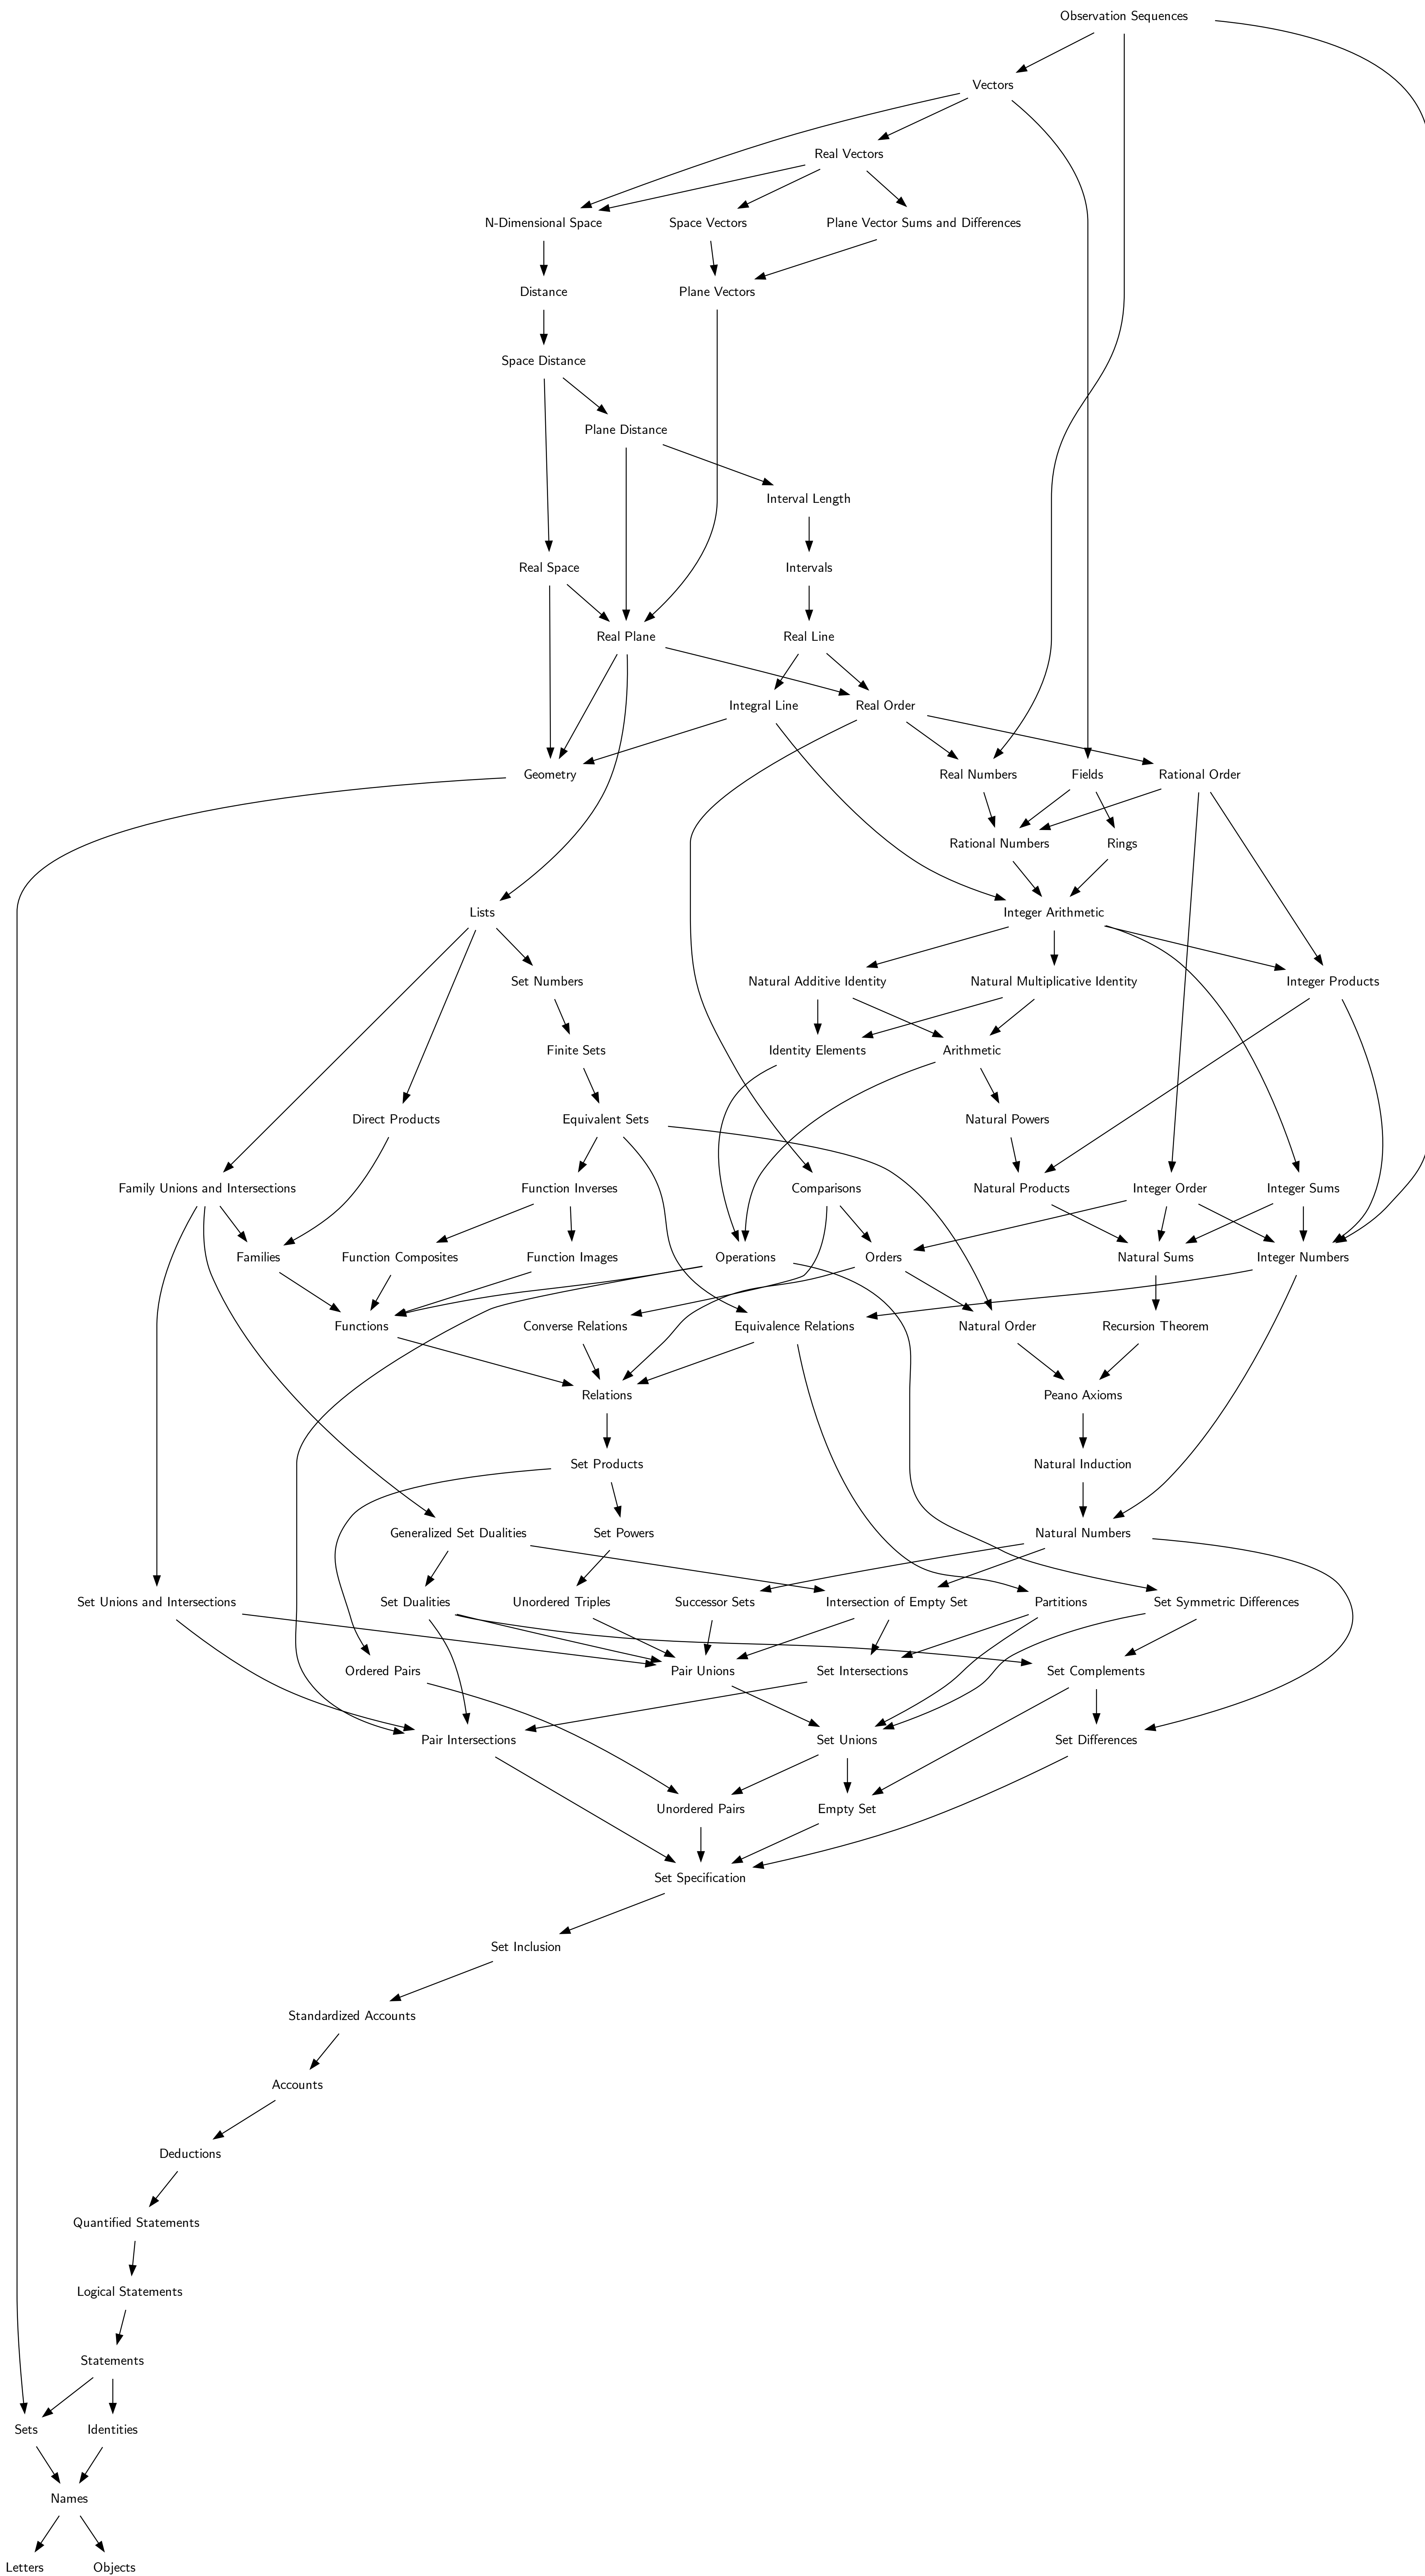 Observation Sequences
Vectors
Real Vectors
N-Dimensional Space
Space Vectors
Plane Vector Sums and Differences
Distance
Plane Vectors
Space Distance
Plane Distance
Interval Length
Real Space
Intervals
Real Plane
Real Line
Integral Line
Real Order
Geometry
Real Numbers
Fields
Rational Order
Rational Numbers
Rings
Lists
Integer Arithmetic
Set Numbers
Natural Additive Identity
Natural Multiplicative Identity
Integer Products
Finite Sets
Identity Elements
Arithmetic
Direct Products
Equivalent Sets
Natural Powers
Family Unions and Intersections
Function Inverses
Comparisons
Natural Products
Integer Order
Integer Sums
Families
Function Composites
Function Images
Operations
Orders
Natural Sums
Integer Numbers
Functions
Converse Relations
Equivalence Relations
Natural Order
Recursion Theorem
Relations
Peano Axioms
Set Products
Natural Induction
Generalized Set Dualities
Set Powers
Natural Numbers
Set Unions and Intersections
Set Dualities
Unordered Triples
Successor Sets
Intersection of Empty Set
Partitions
Set Symmetric Differences
Ordered Pairs
Pair Unions
Set Intersections
Set Complements
Pair Intersections
Set Unions
Set Differences
Unordered Pairs
Empty Set
Set Specification
Set Inclusion
Standardized Accounts
Accounts
Deductions
Quantified Statements
Logical Statements
Statements
Sets
Identities
Names
Letters
Objects